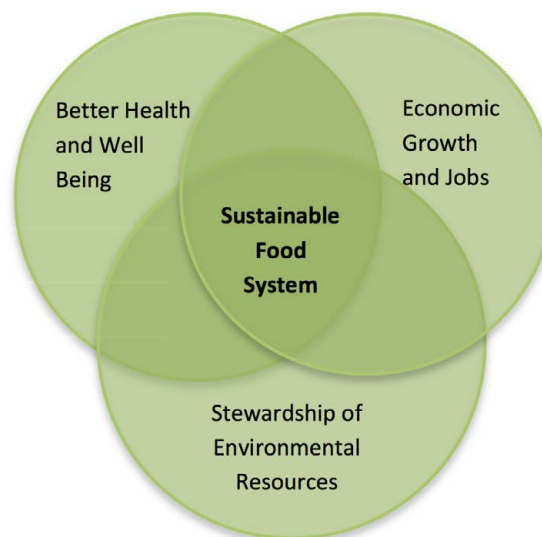 Better Health
and Well
Being
Economic
Growth
and Jobs
Sustainable
Food
System
Stewardship of
Environmental
Resources